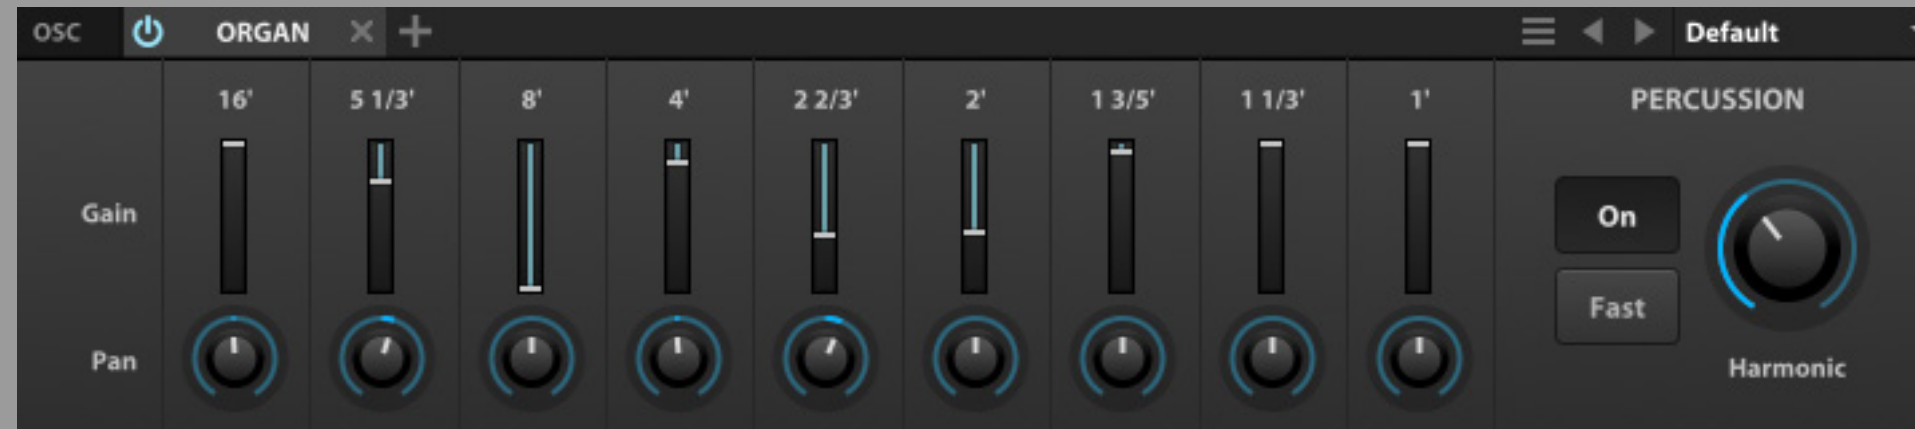 OSC ORGAN Default
16' 5 1/3' 8' 4' 2 2/3' 2' 1 3/5' 1 1/3' 1' PERCUSSION
Gain On
Fast
Pan Harmonic